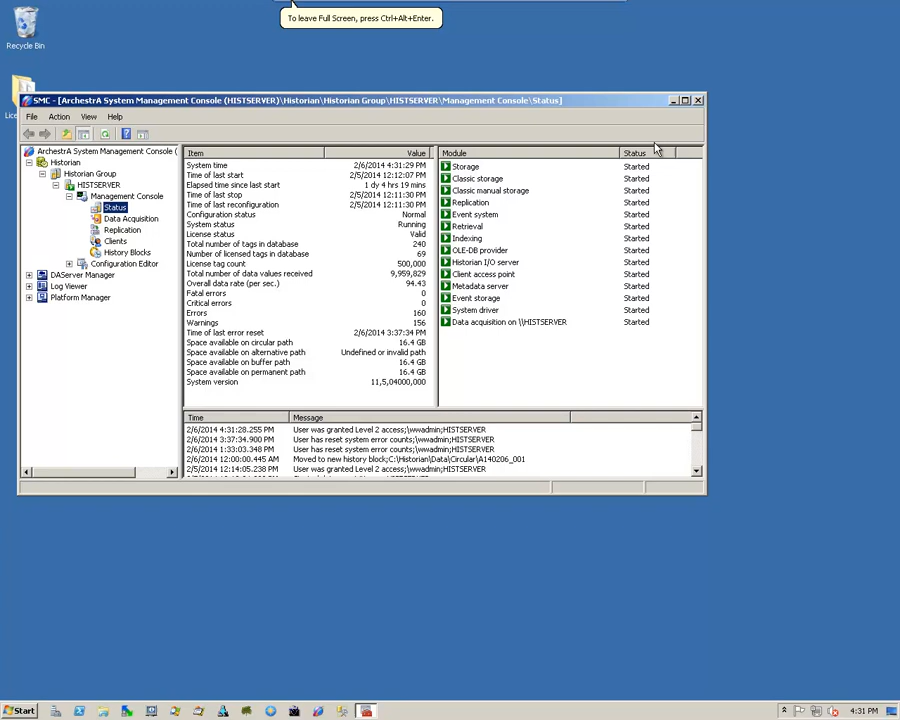 To leave Full Screen, press Ctrl+Alt+Enter.
Recycle Bin
SMC - [ArchestrA System Management Console (HISTSERVER)\Historian\Historian Group\HISTSERVER\Management Console\Status]
File Action View Help
ArchestrA System Management Console (
Historian
Historian Group
HISTSERVER
Management Console
Status
Data Acquisition
Replication
Clients
History Blocks
Configuration Editor
DAServer Manager
Log Viewer
Platform Manager
Item Value
System time 2/6/2014 4:31:29 PM
Time of last start 2/5/2014 12:12:07 PM
Elapsed time since last start 1 dy 4 hrs 19 mins
Time of last stop 2/5/2014 12:11:30 PM
Time of last reconfiguration 2/5/2014 12:11:30 PM
Configuration status Normal
System status Running
License status Valid
Total number of tags in database 240
Number of licensed tags in database 69
License tag count 500,000
Total number of data values received 9,959,829
Overall data rate (per sec.) 94.43
Fatal errors 0
Critical errors 0
Errors 160
Warnings 156
Time of last error reset 2/6/2014 3:37:34 PM
Space available on circular path 16.4 GB
Space available on alternative path Undefined or invalid path
Space available on buffer path 16.4 GB
Space available on permanent path 16.4 GB
System version 11,5,04000,000
Module Status
Storage Started
Classic storage Started
Classic manual storage Started
Replication Started
Event system Started
Retrieval Started
Indexing Started
OLE-DB provider Started
Historian I/O server Started
Client access point Started
Metadata server Started
Event storage Started
System driver Started
Data acquisition on \\HISTSERVER Started
Time Message
2/6/2014 4:31:28.255 PM User was granted Level 2 access;\wwadmin;HISTSERVER
2/6/2014 3:37:34.900 PM User has reset system error counts;\wwadmin;HISTSERVER
2/6/2014 1:33:03.348 PM User has reset system error counts;\wwadmin;HISTSERVER
2/6/2014 12:00:00.445 AM Moved to new history block;C:\Historian\Data\Circular\A140206_001
2/5/2014 12:14:05.238 PM User was granted Level 2 access;\wwadmin;HISTSERVER
Start 4:31 PM